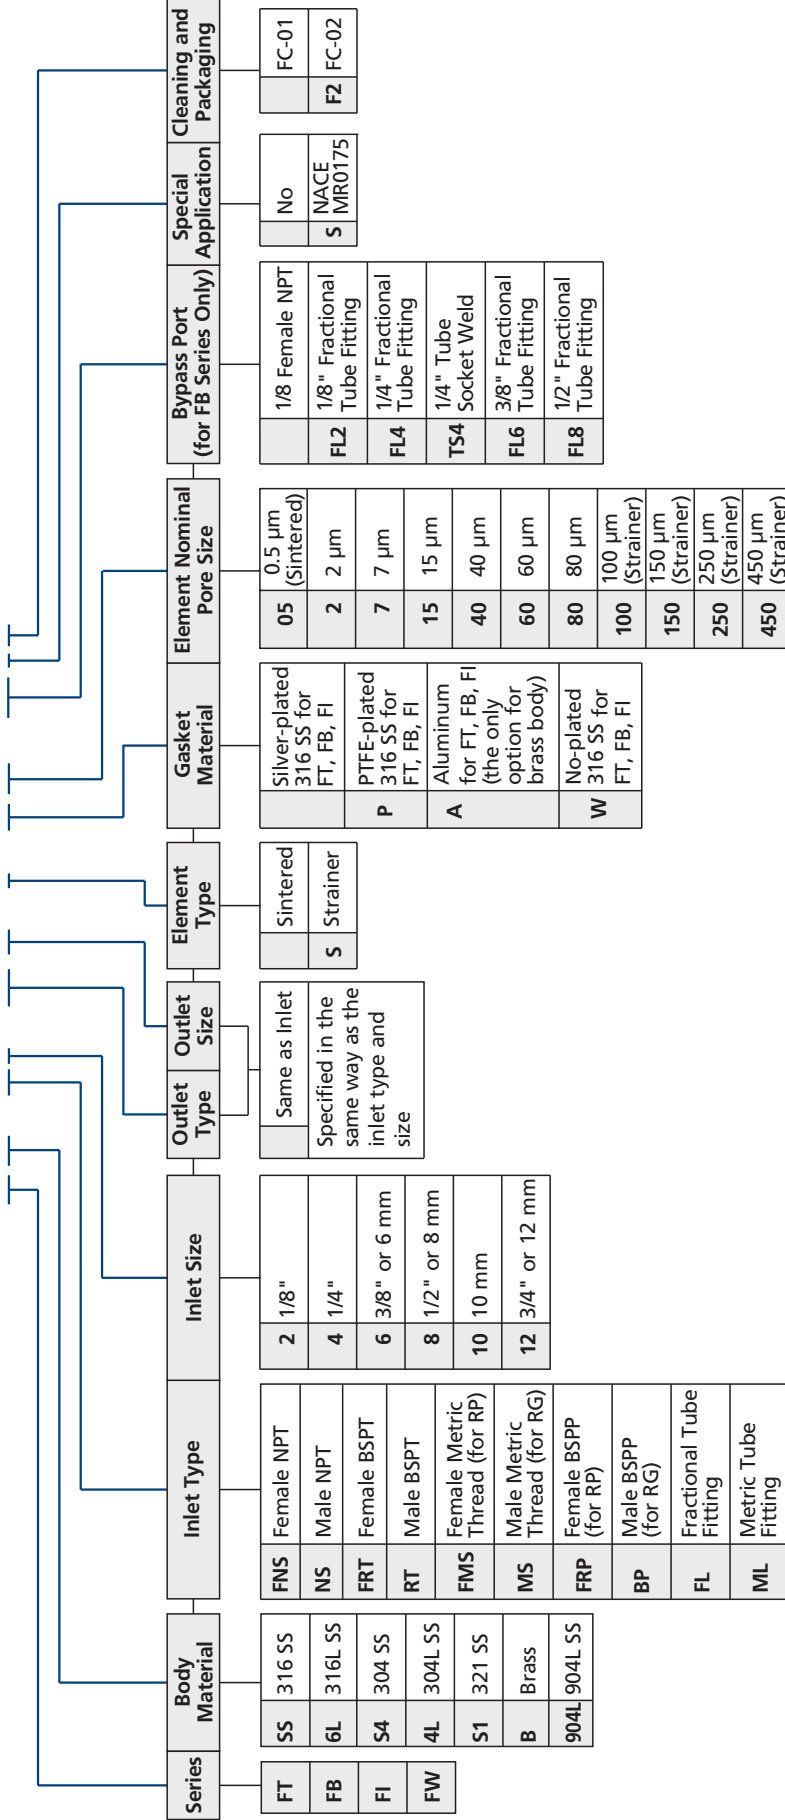 Series
FT
FB
FI
FW
Body
Material
SS 316 SS
6L 316L SS
S4 304 SS
4L 304L SS
S1 321 SS
B Brass
904L 904L SS
Inlet Type
FNS Female NPT
NS Male NPT
FRT Female BSPT
RT Male BSPT
FMS Female Metric
Thread (for RP)
MS Male Metric
Thread (for RG)
FRP Female BSPP
(for RP)
BP Male BSPP
(for RG)
FL Fractional Tube
Fitting
ML Metric Tube
Fitting
Inlet Size
2 1/8"
4 1/4"
6 3/8" or 6 mm
8 1/2" or 8 mm
10 10 mm
12 3/4" or 12 mm
Outlet
Type
Outlet
Size
Same as Inlet
Specified in the
same way as the
inlet type and
size
Element
Type
Sintered
S Strainer
Gasket
Material
Silver-plated
316 SS for
FT, FB, FI
P PTFE-plated
316 SS for
FT, FB, FI
A Aluminum
for FT, FB, FI
(the only
option for
brass body)
W No-plated
316 SS for
FT, FB, FI
Element Nominal
Pore Size
05 0.5 µm
(Sintered)
2 2 µm
7 7 µm
15 15 µm
40 40 µm
60 60 µm
80 80 µm
100 100 µm
(Strainer)
150 150 µm
(Strainer)
250 250 µm
(Strainer)
450 450 µm
(Strainer)
Bypass Port
(for FB Series Only)
1/8 Female NPT
FL2 1/8" Fractional
Tube Fitting
FL4 1/4" Fractional
Tube Fitting
TS4 1/4" Tube
Socket Weld
FL6 3/8" Fractional
Tube Fitting
FL8 1/2" Fractional
Tube Fitting
Special
Application
No
S NACE
MR0175
Cleaning and
Packaging
FC-01
F2 FC-02